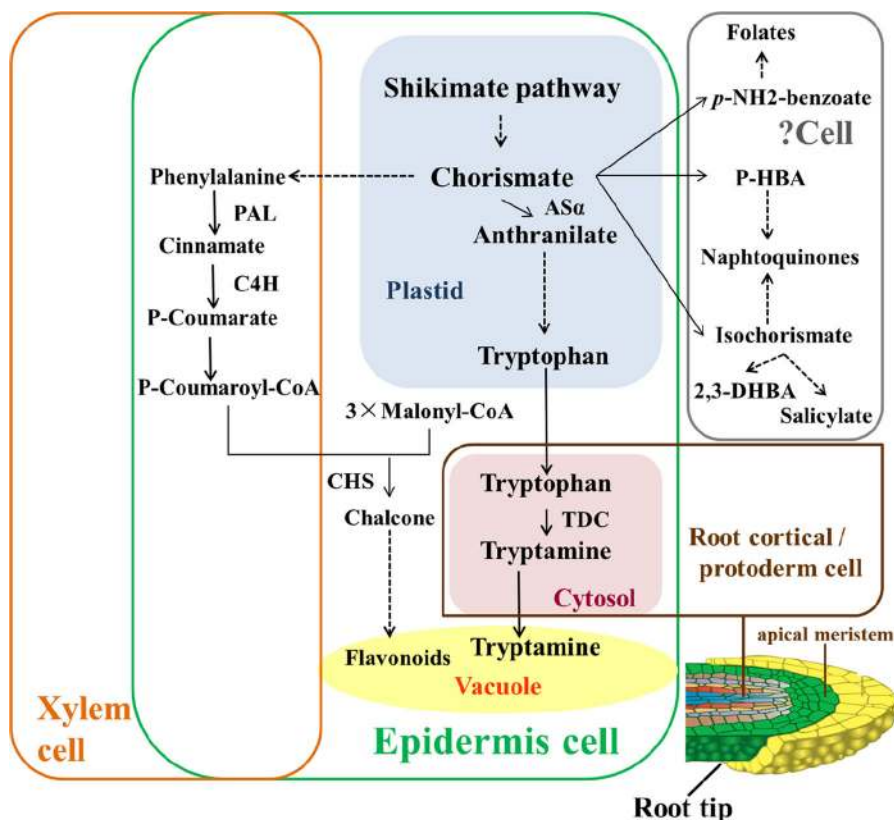 Folates
Shikimate pathway
p-NH2-benzoate
?Cell
Phenylalanine
Chorismate
P-HBA
PAL
ASα
Cinnamate
Anthranilate
Naphtoquinones
C4H
Plastid
P-Coumarate
Isochorismate
Tryptophan
P-Coumaroyl-CoA
2,3-DHBA
3×Malonyl-CoA
Salicylate
CHS
Tryptophan
Chalcone
TDC
Root cortical /
protoderm cell
Tryptamine
Cytosol
apical meristem
Flavonoids
Tryptamine
Vacuole
Xylem
cell
Epidermis cell
Root tip